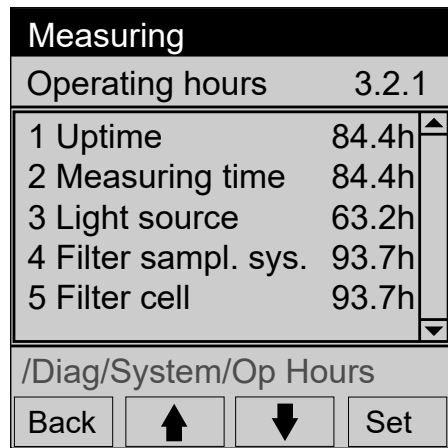 Measuring
Operating hours 3.2.1
1 Uptime 84.4h
2 Measuring time 84.4h
3 Light source 63.2h
4 Filter sampl. sys. 93.7h
5 Filter cell 93.7h
/Diag/System/Op Hours
Back Set